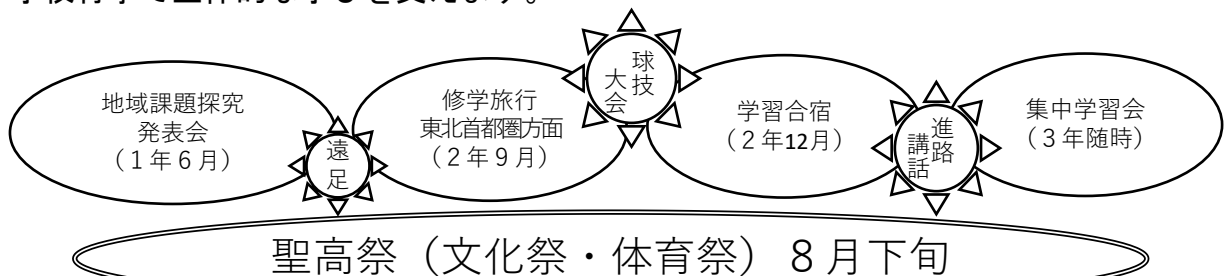 地域課題探究
発表会
（１年６月）
遠
足
修学旅行
東北首都圏方面
（２年９月）
球技
大会
学習合宿
（２年12月）
進路
講話
集中学習会
（３年随時）
聖高祭（文化祭・体育祭）８月下旬